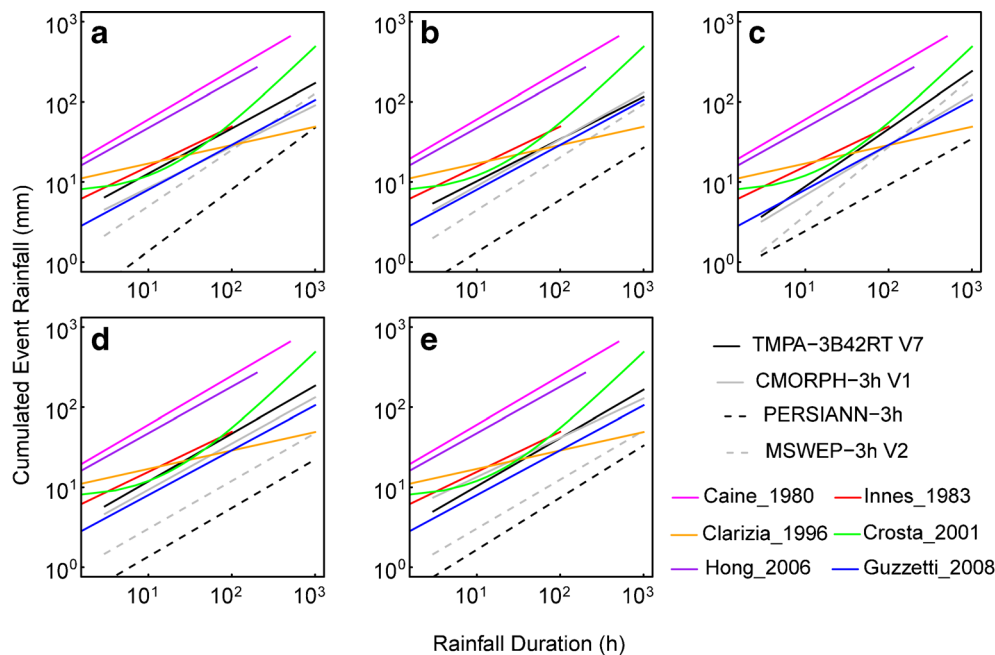 a
b
c
10³
10²
10¹
10⁰
10¹
10²
10³
10³
10²
10¹
10⁰
10¹
10²
10³
10³
10²
10¹
10⁰
10¹
10²
10³
d
e
10³
10²
10¹
10⁰
10¹
10²
10³
10³
10²
10¹
10⁰
10¹
10²
10³
Cumulated Event Rainfall (mm)
Rainfall Duration (h)
TMPA−3B42RT V7
CMORPH−3h V1
PERSIANN−3h
MSWEP−3h V2
Caine_1980
Innes_1983
Clarizia_1996
Crosta_2001
Hong_2006
Guzzetti_2008